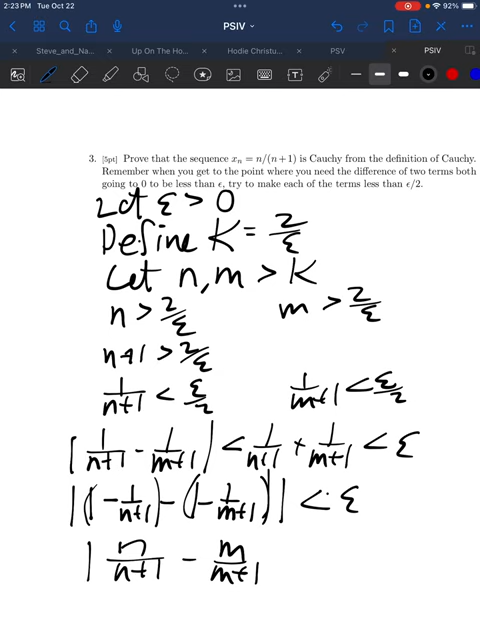 2:23 PM Tue Oct 22 92%
PSIV
Steve_and_Na... Up On The Ho... Hodie Christu... PSV PSIV
3. [5pt] Prove that the sequence xₙ = n/(n+1) is Cauchy from the definition of Cauchy.
Remember when you get to the point where you need the difference of two terms both
going to 0 to be less than ϵ, try to make each of the terms less than ϵ/2.
Let ε > 0
Define K = 2/ε
Let n, m > K
n > 2/ε m > 2/ε
n+1 > 2/ε
1/(n+1) < ε/2 1/(m+1) < ε/2
|1/(n+1) - 1/(m+1)| < 1/(n+1) + 1/(m+1) < ε
|(1 - 1/(n+1)) - (1 - 1/(m+1))| < ε
|n/(n+1) - m/(m+1)